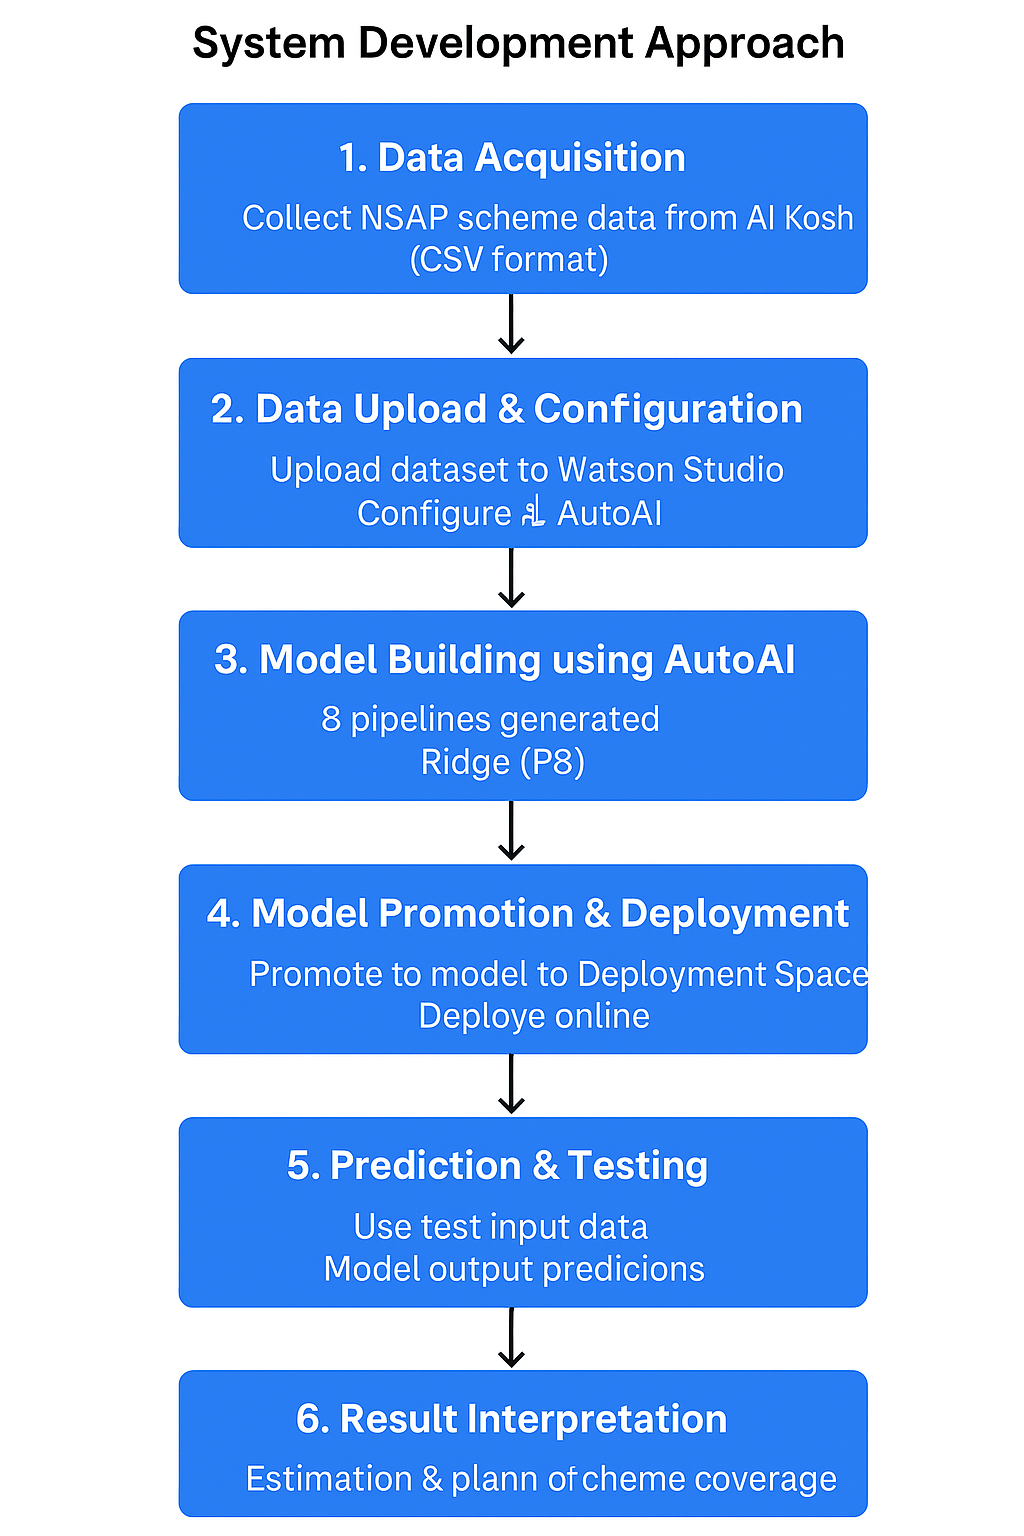 System Development Approach
1. Data Acquisition
Collect NSAP scheme data from AI Kosh
(CSV format)
2. Data Upload & Configuration
Upload dataset to Watson Studio
Configure AutoAI
3. Model Building using AutoAI
8 pipelines generated
Ridge (P8)
4. Model Promotion & Deployment
Promote to model to Deployment Space
Deploye online
5. Prediction & Testing
Use test input data
Model output predicions
6. Result Interpretation
Estimation & plann of cheme coverage